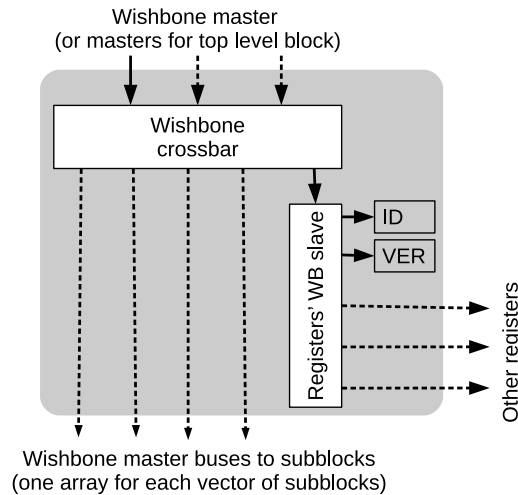 Wishbone master
(or masters for top level block)
Wishbone
crossbar
Registers' WB slave
ID
VER
Other registers
Wishbone master buses to subblocks
(one array for each vector of subblocks)